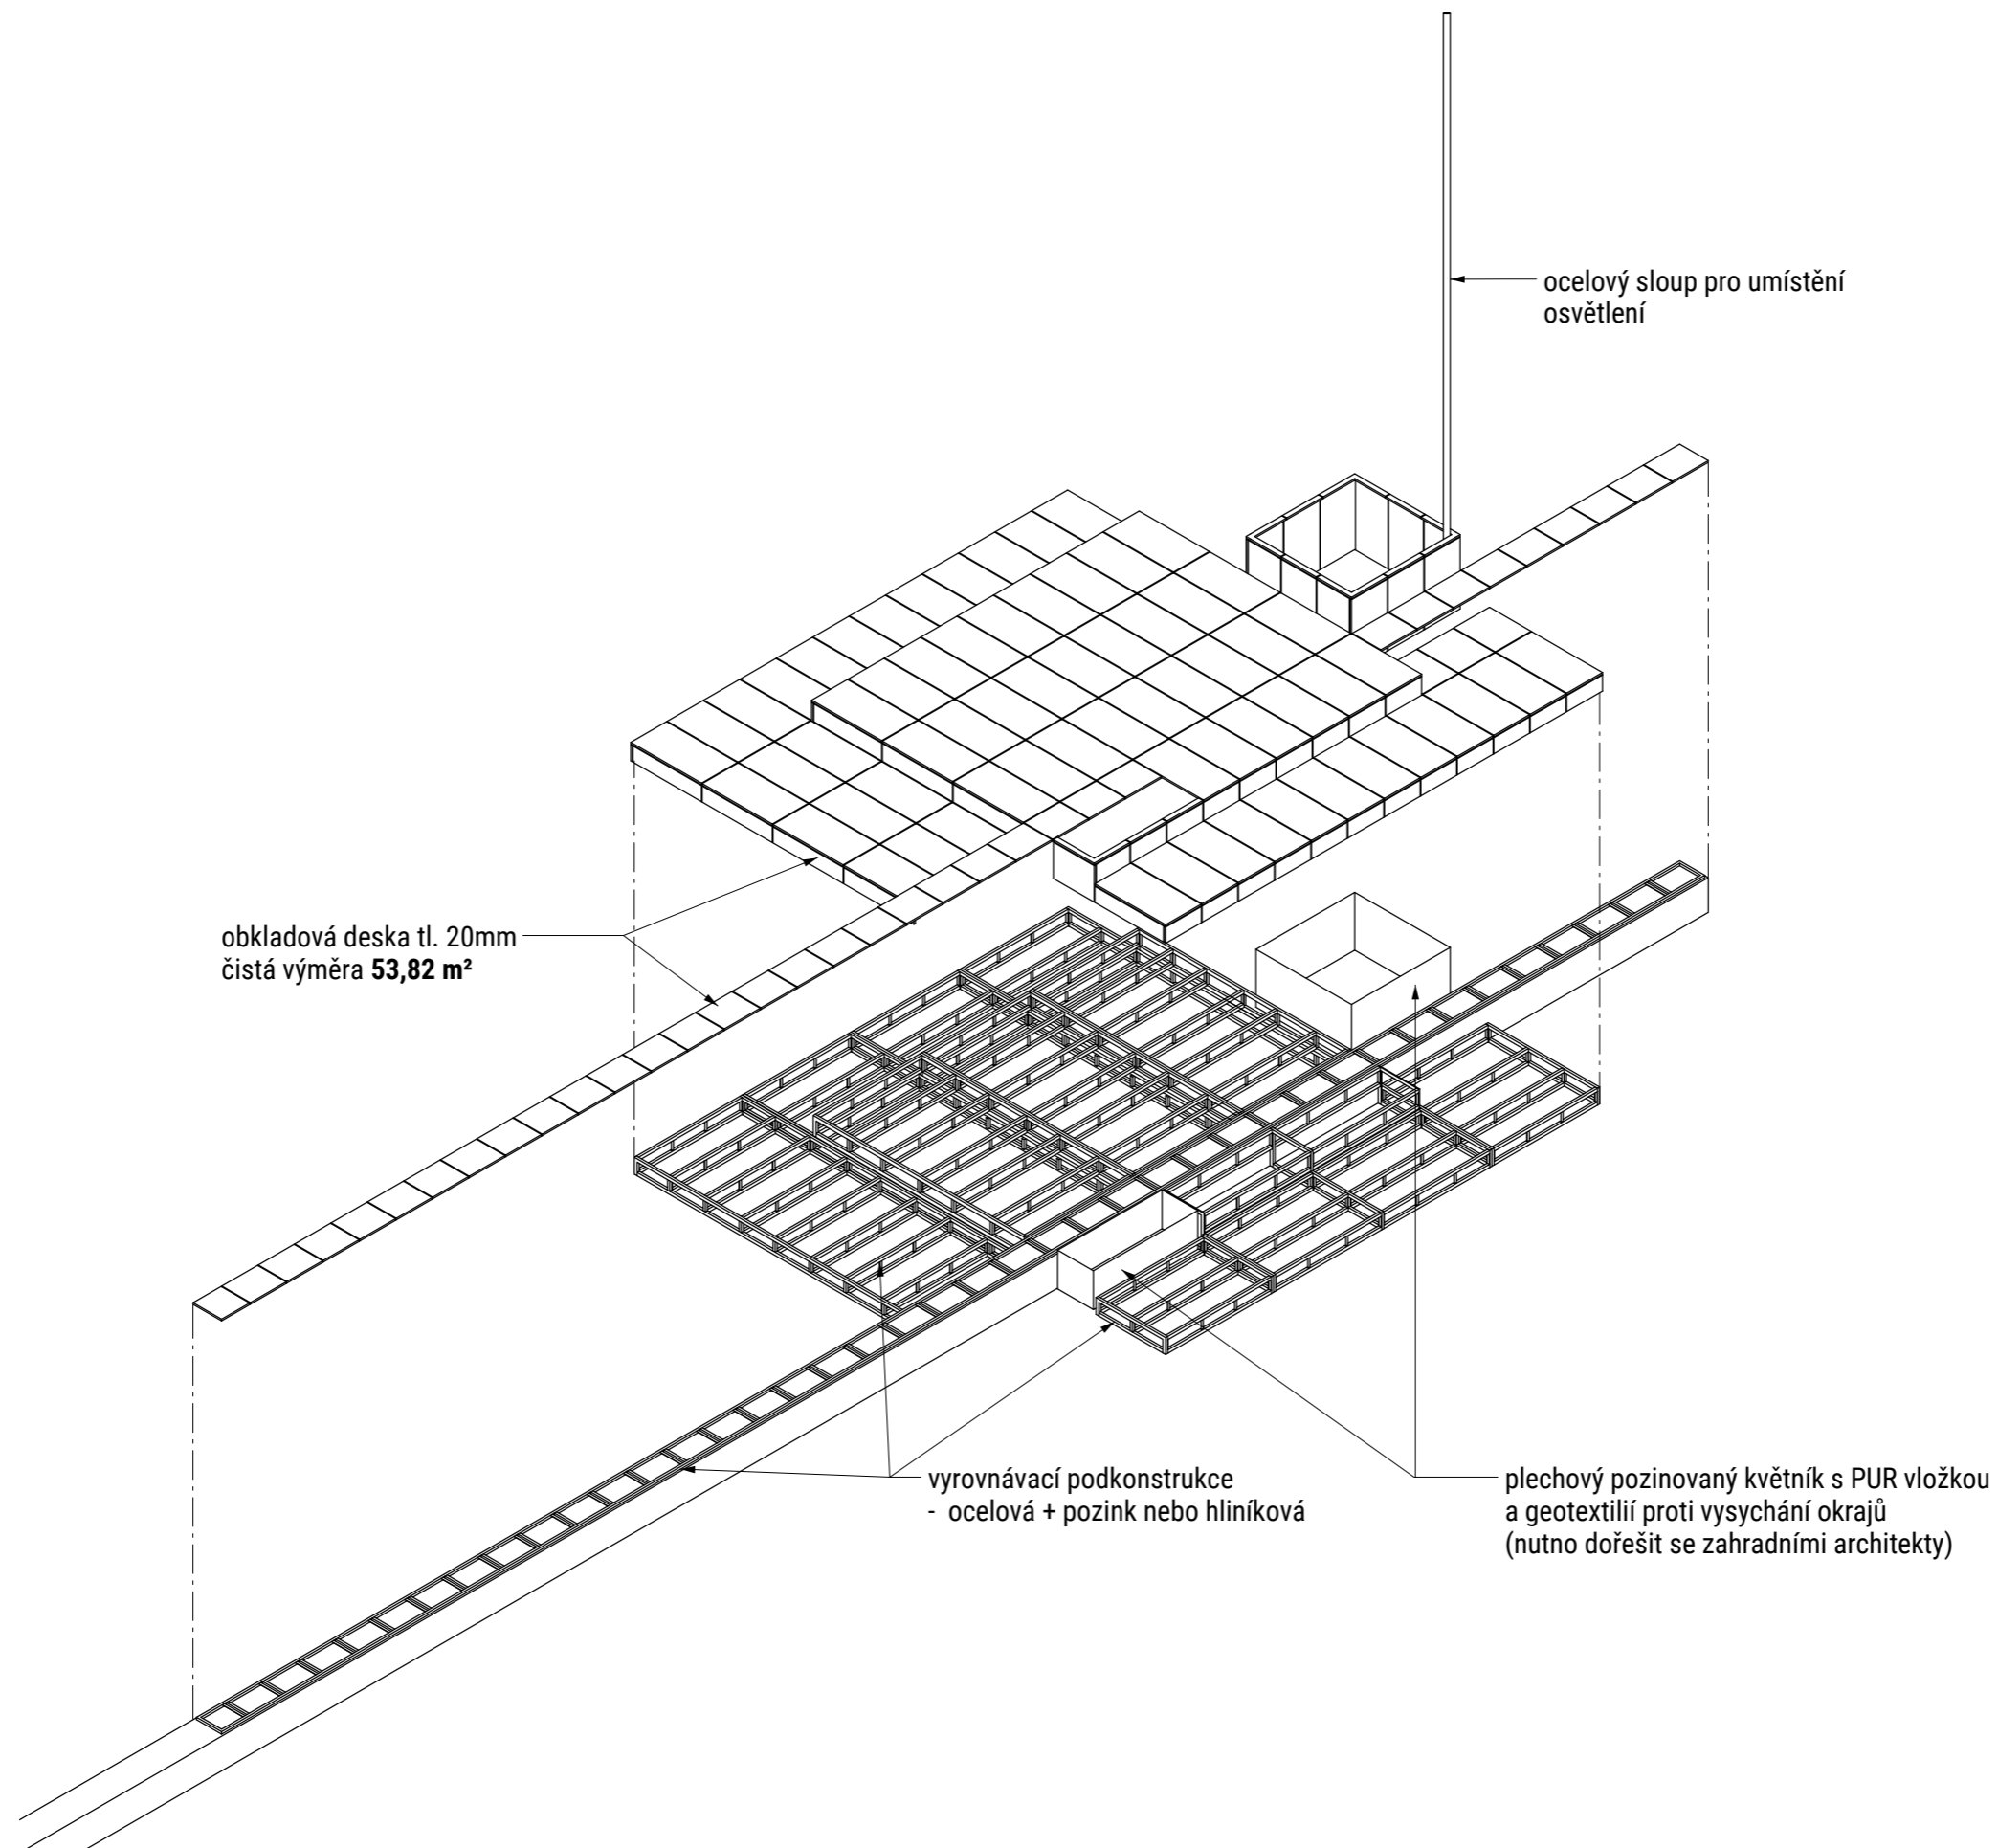 ocelový sloup pro umístění
osvětlení
obkladová deska tl. 20mm
čistá výměra 53,82 m²
vyrovnávací podkonstrukce
- ocelová + pozink nebo hliníková
plechový pozinovaný květník s PUR vložkou
a geotextilií proti vysychání okrajů
(nutno dořešit se zahradními architekty)